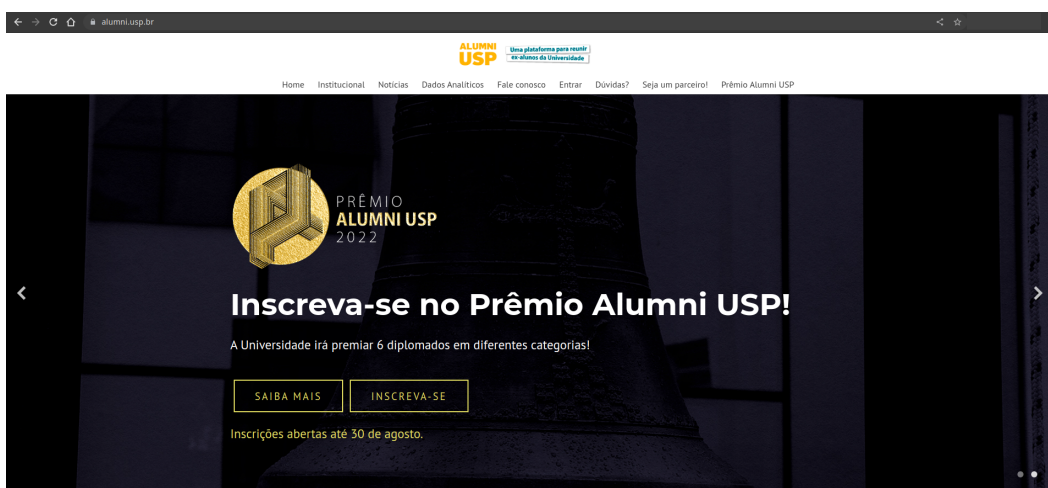 alumni.usp.br
ALUMNI
USP
Uma plataforma para reunir
ex-alunos da Universidade
Home Institucional Notícias Dados Analíticos Fale conosco Entrar Dúvidas? Seja um parceiro! Prêmio Alumni USP
PRÊMIO
ALUMNI USP
2022
Inscreva-se no Prêmio Alumni USP!
A Universidade irá premiar 6 diplomados em diferentes categorias!
SAIBA MAIS INSCREVA-SE
Inscrições abertas até 30 de agosto.